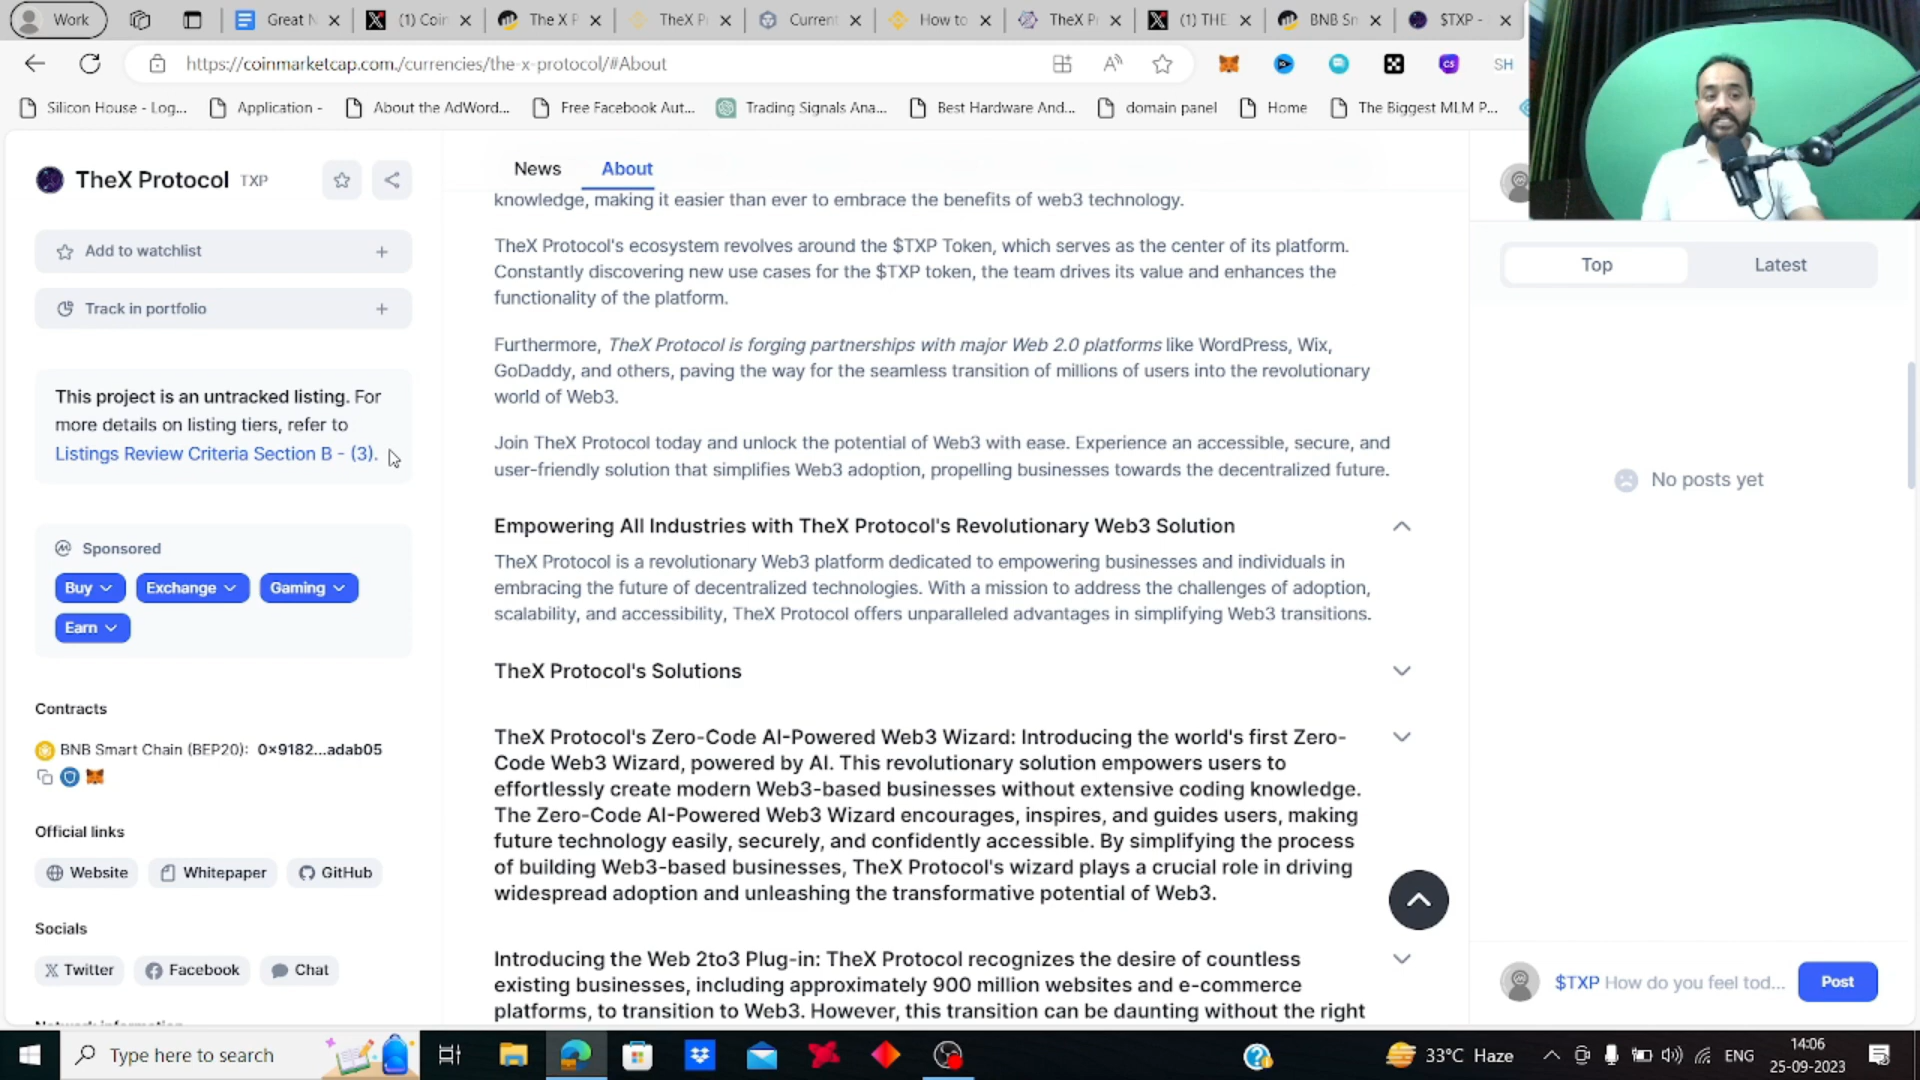 Work
Great N
(1) Coin
The X P
TheX P
Current
How to
TheX P
(1) THE
BNB Sn
$TXP -
https://coinmarketcap.com./currencies/the-x-protocol/#About
SH
Silicon House - Log...
Application -
About the AdWord...
Free Facebook Aut...
Trading Signals Ana...
Best Hardware And...
domain panel
Home
The Biggest MLM P...
TheX Protocol TXP
Add to watchlist
Track in portfolio
This project is an untracked listing. For
more details on listing tiers, refer to
Listings Review Criteria Section B - (3).
Sponsored
Buy
Exchange
Gaming
Earn
Contracts
BNB Smart Chain (BEP20): 0x9182...adab05
Official links
Website
Whitepaper
GitHub
Socials
Twitter
Facebook
Chat
Network information
News
About
knowledge, making it easier than ever to embrace the benefits of web3 technology.
TheX Protocol's ecosystem revolves around the $TXP Token, which serves as the center of its platform.
Constantly discovering new use cases for the $TXP token, the team drives its value and enhances the
functionality of the platform.
Furthermore, TheX Protocol is forging partnerships with major Web 2.0 platforms like WordPress, Wix,
GoDaddy, and others, paving the way for the seamless transition of millions of users into the revolutionary
world of Web3.
Join TheX Protocol today and unlock the potential of Web3 with ease. Experience an accessible, secure, and
user-friendly solution that simplifies Web3 adoption, propelling businesses towards the decentralized future.
Empowering All Industries with TheX Protocol's Revolutionary Web3 Solution
TheX Protocol is a revolutionary Web3 platform dedicated to empowering businesses and individuals in
embracing the future of decentralized technologies. With a mission to address the challenges of adoption,
scalability, and accessibility, TheX Protocol offers unparalleled advantages in simplifying Web3 transitions.
TheX Protocol's Solutions
TheX Protocol's Zero-Code AI-Powered Web3 Wizard: Introducing the world's first Zero-
Code Web3 Wizard, powered by AI. This revolutionary solution empowers users to
effortlessly create modern Web3-based businesses without extensive coding knowledge.
The Zero-Code AI-Powered Web3 Wizard encourages, inspires, and guides users, making
future technology easily, securely, and confidently accessible. By simplifying the process
of building Web3-based businesses, TheX Protocol's wizard plays a crucial role in driving
widespread adoption and unleashing the transformative potential of Web3.
Introducing the Web 2to3 Plug-in: TheX Protocol recognizes the desire of countless
existing businesses, including approximately 900 million websites and e-commerce
platforms, to transition to Web3. However, this transition can be daunting without the right
Top
Latest
No posts yet
$TXP How do you feel tod...
Post
Type here to search
33°C Haze
ENG
14:06
25-09-2023